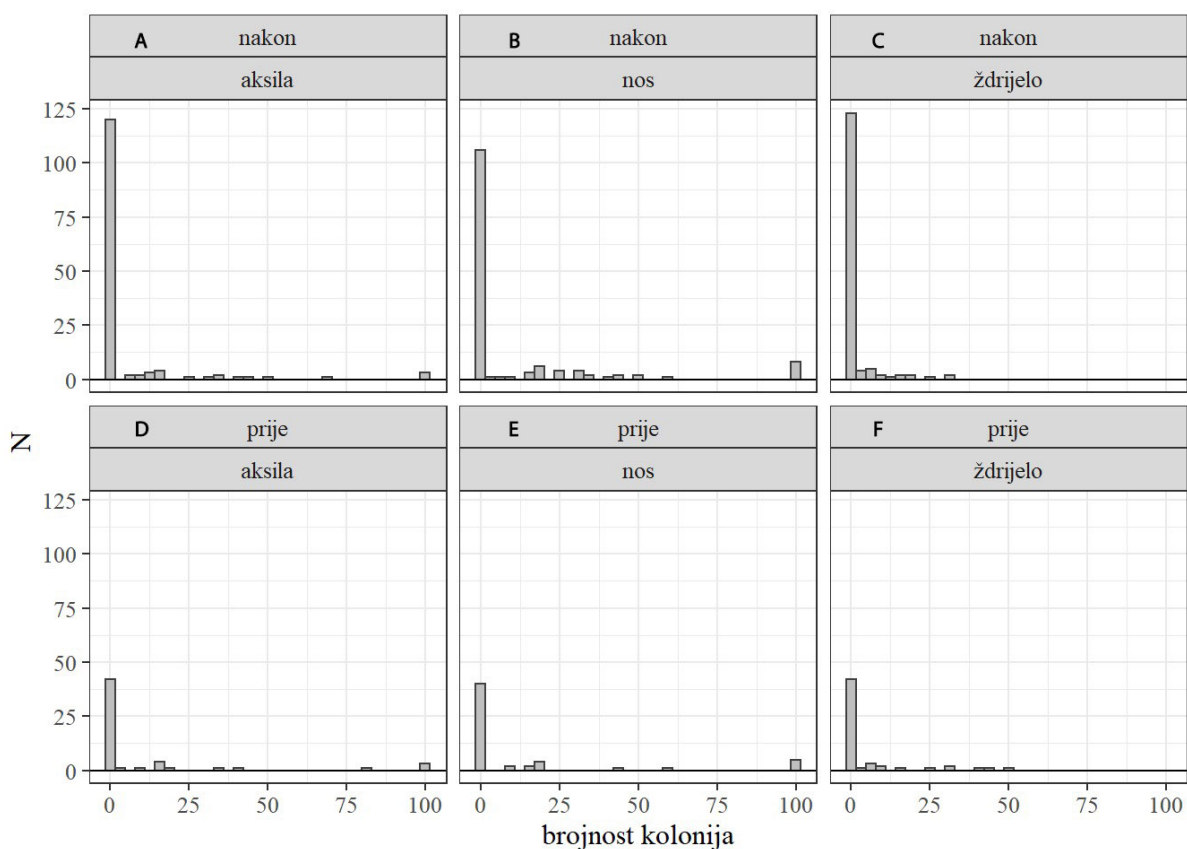 A nakon B nakon C nakon
aksila nos ždrijelo
125
100
75
50
25
0
D prije E prije F prije
aksila nos ždrijelo
N
125
100
75
50
25
0
0 25 50 75 100 0 25 50 75 100 0 25 50 75 100
brojnost kolonija